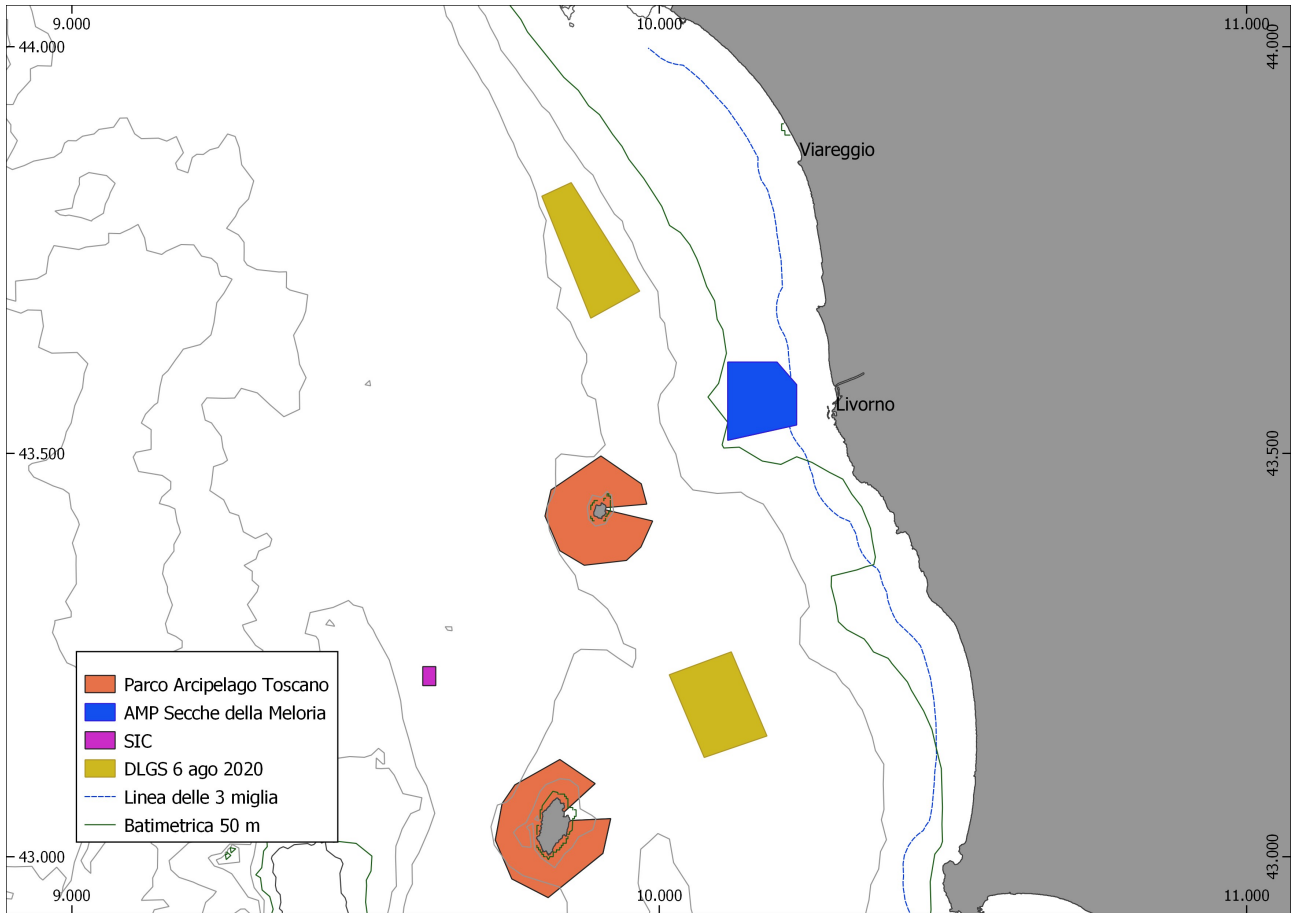 9.000
10.000
11.000
44.000
44.000
Viareggio
Livorno
43.500
43.500
Parco Arcipelago Toscano
AMP Secche della Meloria
SIC
DLGS 6 ago 2020
Linea delle 3 miglia
Batimetrica 50 m
43.000
43.000
9.000
10.000
11.000